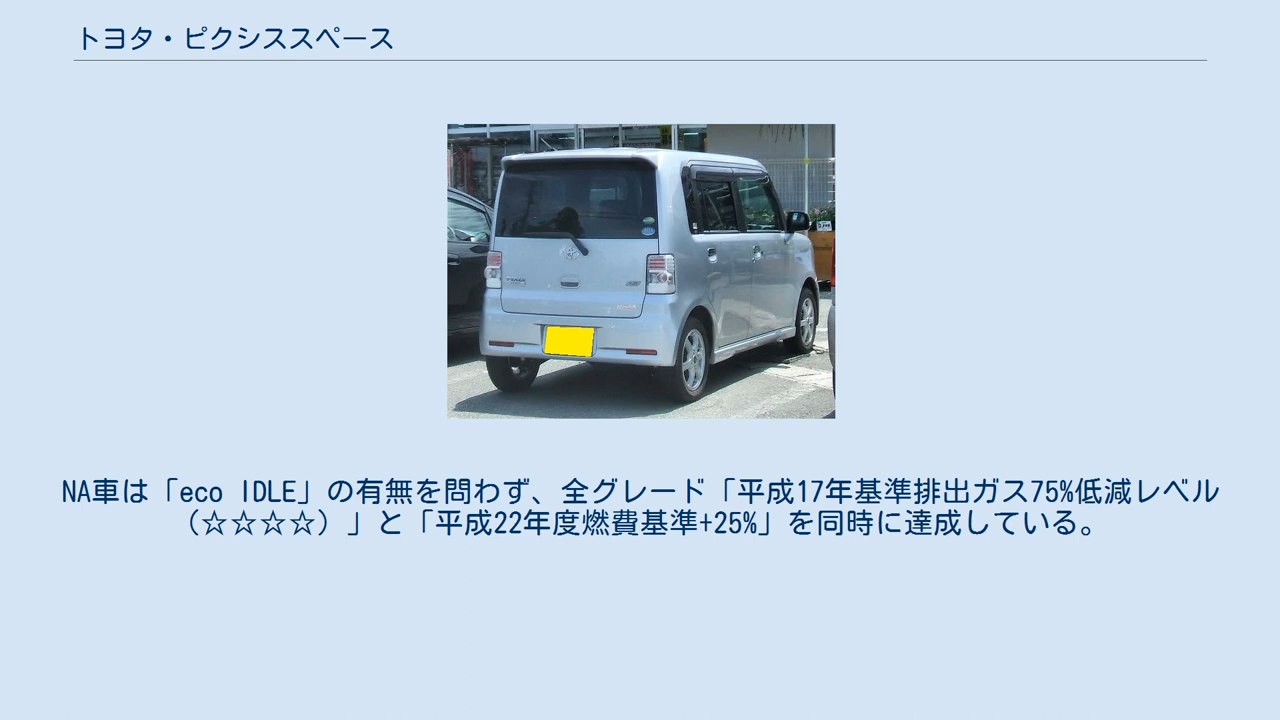 トヨタ・ピクシススペース
NA車は「eco IDLE」の有無を問わず、全グレード「平成17年基準排出ガス75%低減レベル
（☆☆☆☆）」と「平成22年度燃費基準+25%」を同時に達成している。